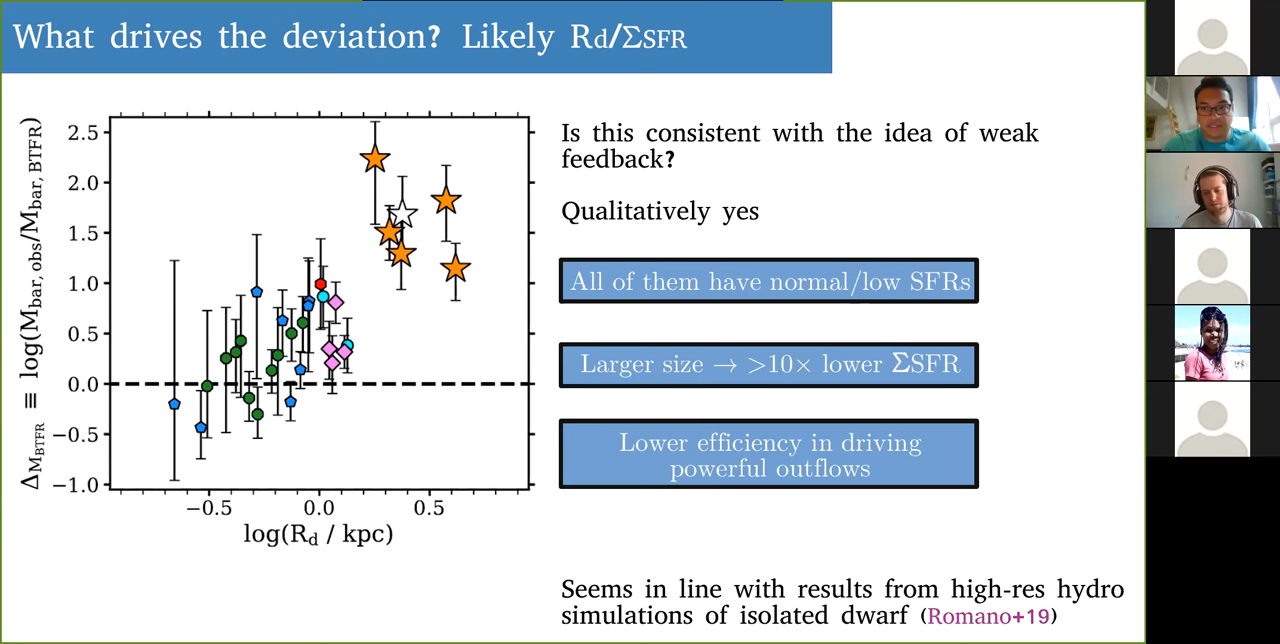 What drives the deviation? Likely Rd/ΣSFR
Is this consistent with the idea of weak
feedback?
Qualitatively yes
All of them have normal/low SFRs
Larger size → >10× lower ΣSFR
Lower efficiency in driving
powerful outflows
Seems in line with results from high-res hydro
simulations of isolated dwarf (Romano+19)
Δ_M_BTFR ≡ log(M_bar, obs/M_bar, BTFR)
2.5
2.0
1.5
1.0
0.5
0.0
−0.5
−1.0
−0.5 0.0 0.5
log(R_d / kpc)